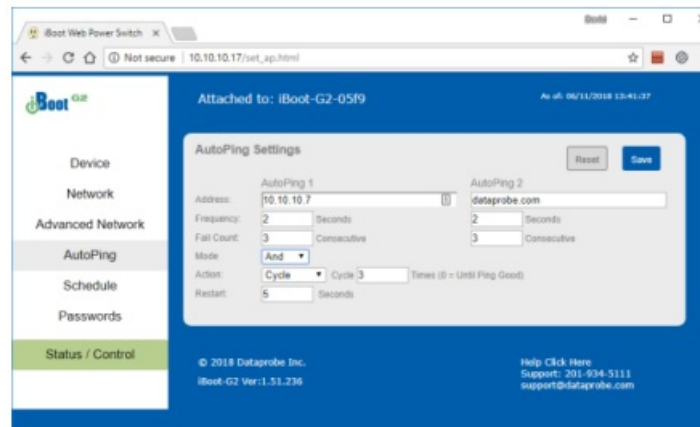 iBoot Web Power Switch
Not secure | 10.10.10.17/set_ap.html
iBoot G2
Attached to: iBoot-G2-05f9
As of: 06/11/2018 13:41:37
Device
Network
Advanced Network
AutoPing
Schedule
Passwords
Status / Control
AutoPing Settings
Reset
Save
AutoPing 1
AutoPing 2
Address:
10.10.10.7
dataprobe.com
Frequency:
2
Seconds
2
Seconds
Fail Count:
3
Consecutive
3
Consecutive
Mode
And
Action:
Cycle
Cycle
3
Times (0 = Until Ping Good)
Restart:
5
Seconds
© 2018 Dataprobe Inc.
iBoot-G2 Ver:1.51.236
Help Click Here
Support: 201-934-5111
support@dataprobe.com